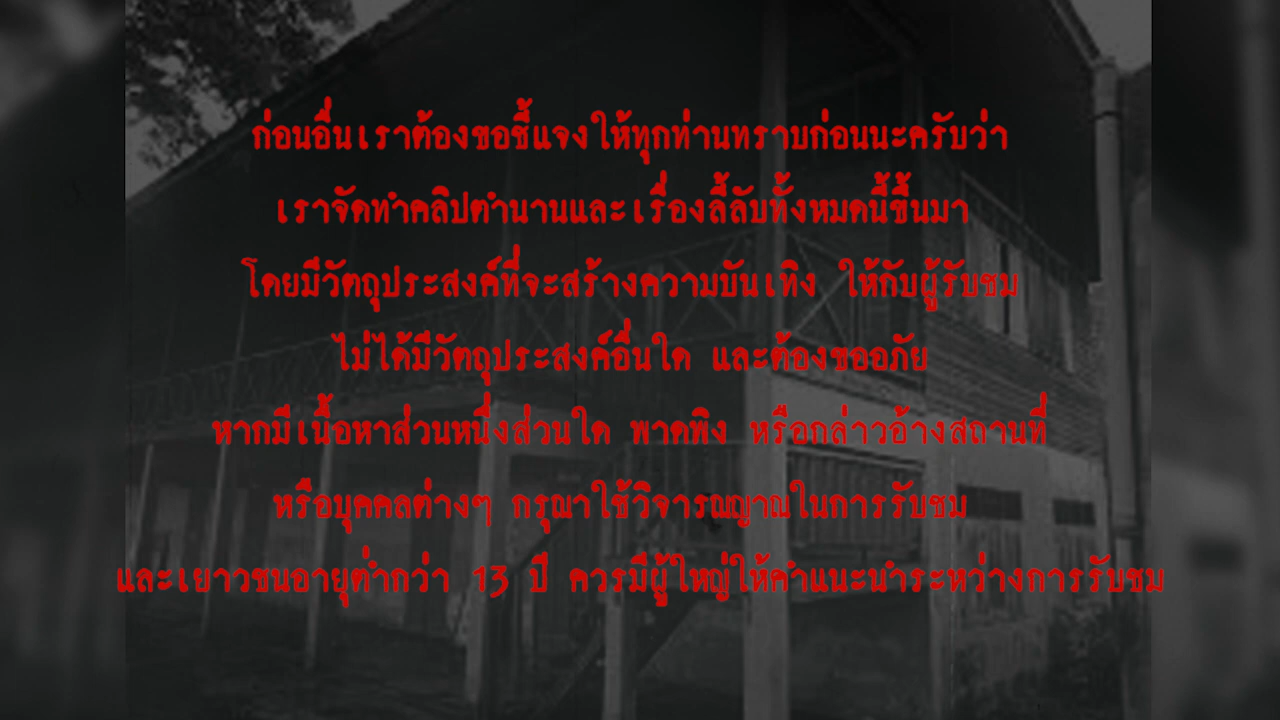 ก่อนอื่นเราต้องขอชี้แจงให้ทุกท่านทราบก่อนนะครับว่า
เราจัดทำคลิปตำนานและเรื่องลี้ลับทั้งหมดนี้ขึ้นมา
โดยมีวัตถุประสงค์ที่จะสร้างความบันเทิง ให้กับผู้รับชม
ไม่ได้มีวัตถุประสงค์อื่นใด และต้องขออภัย
หากมีเนื้อหาส่วนหนึ่งส่วนใด พาดพิง หรือกล่าวอ้างสถานที่
หรือบุคคลต่างๆ กรุณาใช้วิจารณญาณในการรับชม
และเยาวชนอายุต่ำกว่า 13 ปี ควรมีผู้ใหญ่ให้คำแนะนำระหว่างการรับชม